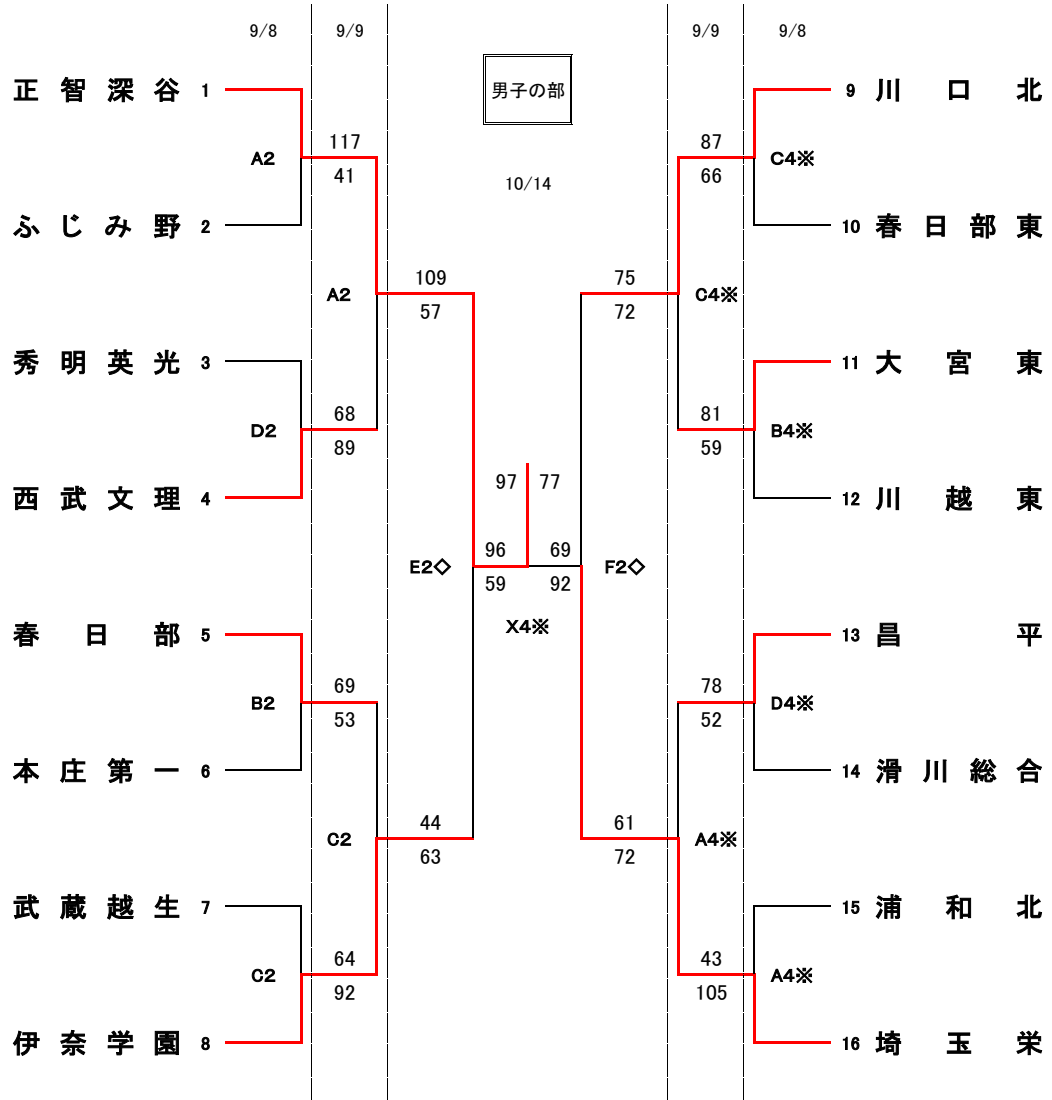 9/8 9/9 9/9 9/8
男子の部
正智深谷 1 9 川口北
117 87
A2 C4※
41 66
10/14
ふじみ野 2 10 春日部東
109 75
A2 C4※
57 72
秀明英光 3 11 大宮東
68 81
D2 B4※
89 59
97 77
西武文理 4 12 川越東
96 69
E2◇ F2◇
59 92
X4※
春日部 5 13 昌平
69 78
B2 D4※
53 52
本庄第一 6 14 滑川総合
44 61
C2 A4※
63 72
武蔵越生 7 15 浦和北
64 43
C2 A4※
92 105
伊奈学園 8 16 埼玉栄